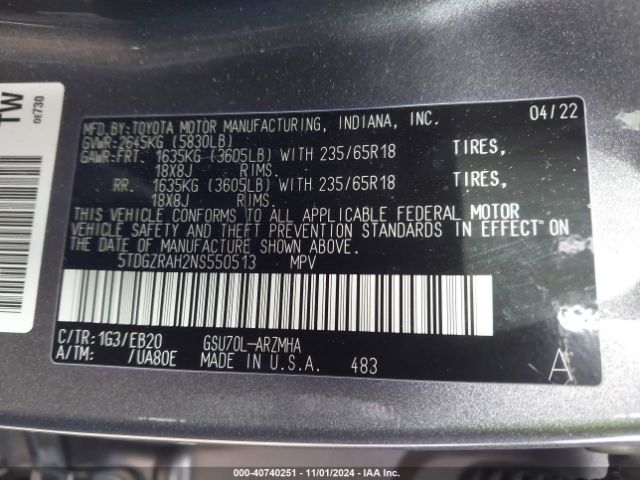 TW
0E730
MFD.BY:TOYOTA MOTOR MANUFACTURING, INDIANA, INC. 04/22
GVWR:2645KG (5830LB)
GAWR:FRT. 1635KG (3605LB) WITH 235/65R18 TIRES,
18X8J RIMS.
RR. 1635KG (3605LB) WITH 235/65R18 TIRES,
18X8J RIMS.
THIS VEHICLE CONFORMS TO ALL APPLICABLE FEDERAL MOTOR
VEHICLE SAFETY AND THEFT PREVENTION STANDARDS IN EFFECT ON
THE DATE OF MANUFACTURE SHOWN ABOVE.
5TDGZRAH2NS550513 MPV
C/TR:1G3/EB20 GSU70L-ARZMHA
A/TM: /UA80E MADE IN U.S.A. 483 A
000-40740251 - 11/01/2024 - IAA Inc.